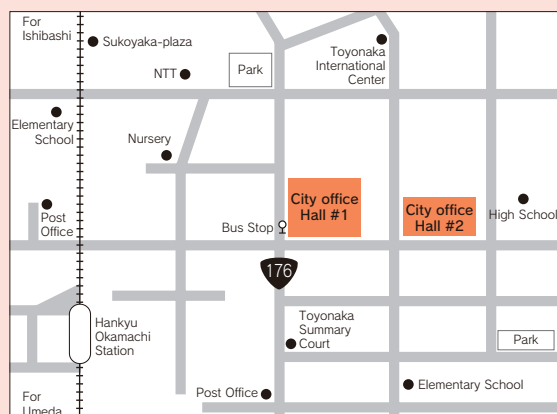 For
Ishibashi
Sukoyaka-plaza
NTT
Park
Toyonaka
International
Center
Elementary
School
Nursery
Post
Office
Bus Stop
City office
Hall #1
City office
Hall #2
High School
176
Hankyu
Okamachi
Station
Toyonaka
Summary
Court
Park
Post Office
Elementary School
For
Umeda